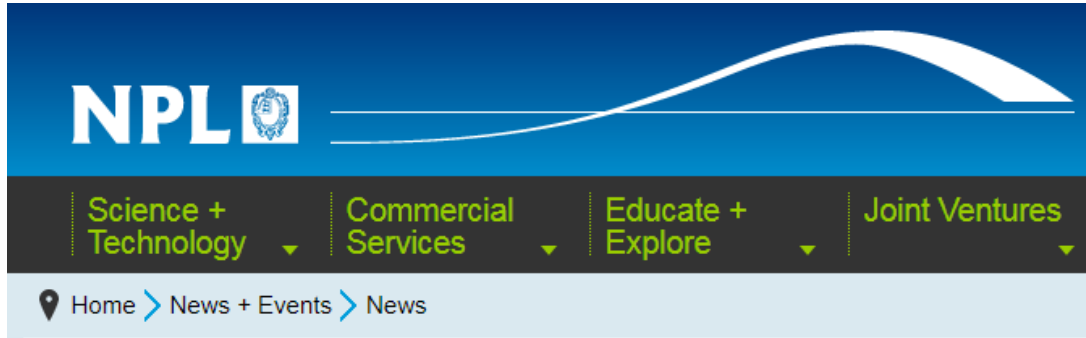 NPL
Science +
Technology
Commercial
Services
Educate +
Explore
Joint Ventures
Home > News + Events > News